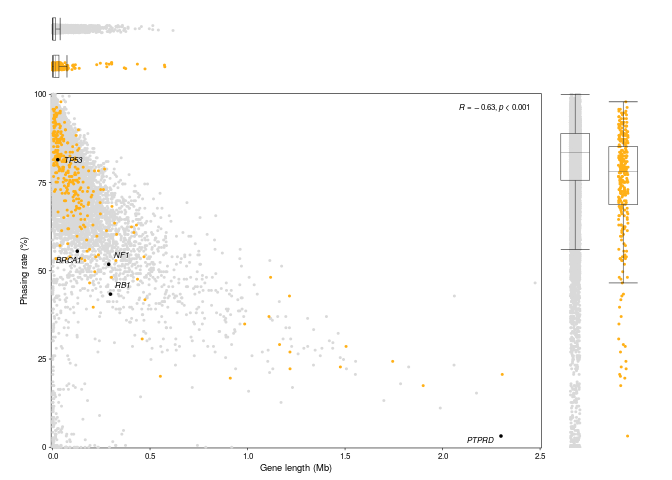 100
R = − 0.63, p < 0.001
TP53
75
Phasing rate (%)
NF1
BRCA1
50
RB1
25
PTPRD
0
0.0 0.5 1.0 1.5 2.0 2.5
Gene length (Mb)